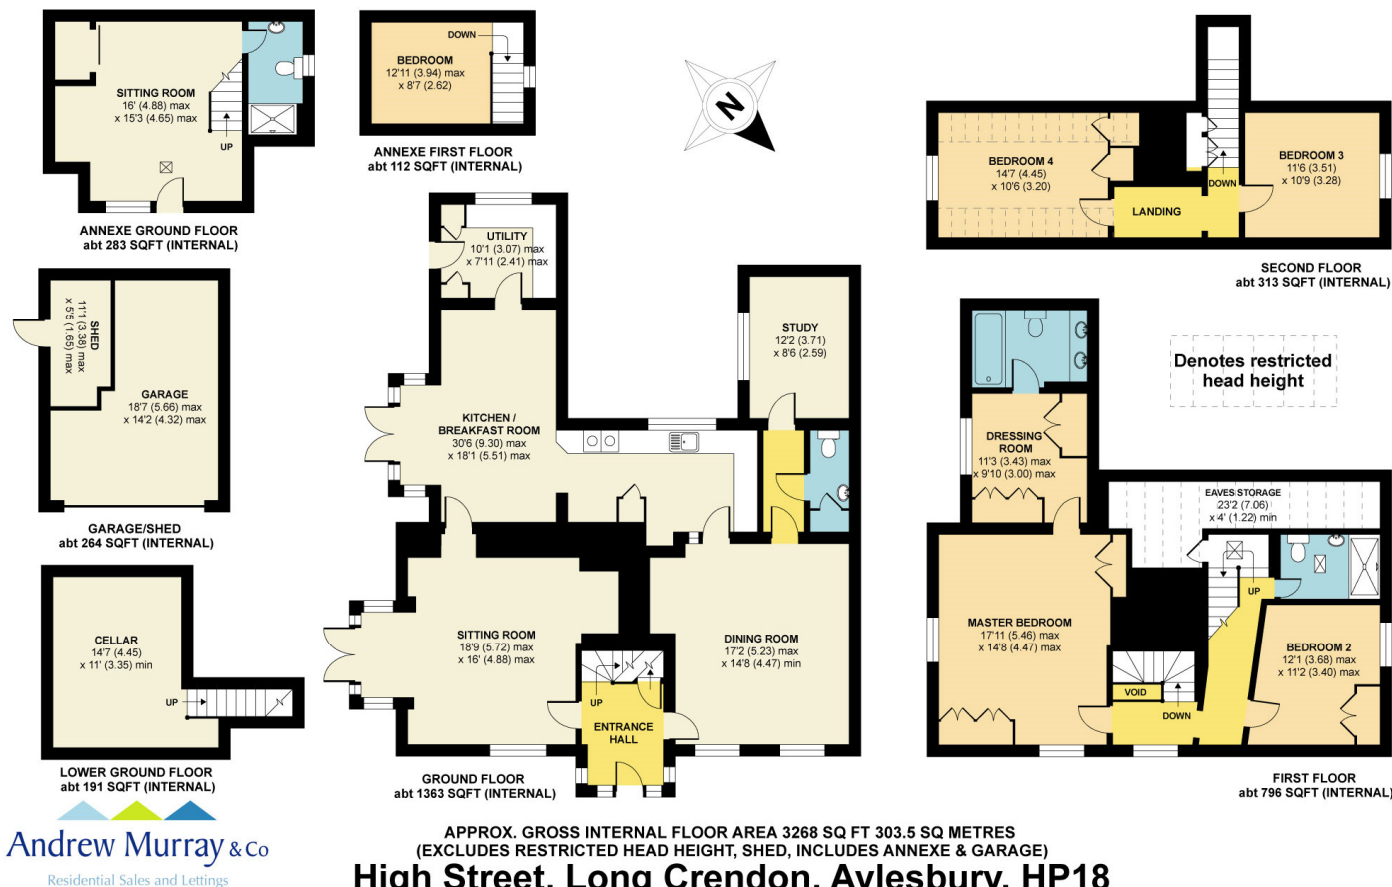 SITTING ROOM
16' (4.88) max
x 15'3 (4.65) max
UP
ANNEXE GROUND FLOOR
abt 283 SQFT (INTERNAL)
DOWN
BEDROOM
12'11 (3.94) max
x 8'7 (2.62)
ANNEXE FIRST FLOOR
abt 112 SQFT (INTERNAL)
N
BEDROOM 4
14'7 (4.45)
x 10'6 (3.20)
LANDING
DOWN
BEDROOM 3
11'6 (3.51)
x 10'9 (3.28)
SECOND FLOOR
abt 313 SQFT (INTERNAL)
SHED
11'1 (3.38) max
x 5'5 (1.65) max
GARAGE
18'7 (5.66) max
x 14'2 (4.32) max
GARAGE/SHED
abt 264 SQFT (INTERNAL)
UTILITY
10'1 (3.07) max
x 7'11 (2.41) max
STUDY
12'2 (3.71)
x 8'6 (2.59)
KITCHEN /
BREAKFAST ROOM
30'6 (9.30) max
x 18'1 (5.51) max
SITTING ROOM
18'9 (5.72) max
x 16' (4.88) max
DINING ROOM
17'2 (5.23) max
x 14'8 (4.47) min
UP
ENTRANCE
HALL
GROUND FLOOR
abt 1363 SQFT (INTERNAL)
Denotes restricted
head height
DRESSING
ROOM
11'3 (3.43) max
x 9'10 (3.00) max
EAVES STORAGE
23'2 (7.06)
x 4' (1.22) min
UP
MASTER BEDROOM
17'11 (5.46) max
x 14'8 (4.47) max
BEDROOM 2
12'1 (3.68) max
x 11'2 (3.40) max
VOID
DOWN
FIRST FLOOR
abt 796 SQFT (INTERNAL)
CELLAR
14'7 (4.45)
x 11' (3.35) min
UP
LOWER GROUND FLOOR
abt 191 SQFT (INTERNAL)
Andrew Murray & Co
Residential Sales and Lettings
APPROX. GROSS INTERNAL FLOOR AREA 3268 SQ FT 303.5 SQ METRES
(EXCLUDES RESTRICTED HEAD HEIGHT, SHED, INCLUDES ANNEXE & GARAGE)
High Street, Long Crendon, Aylesbury, HP18